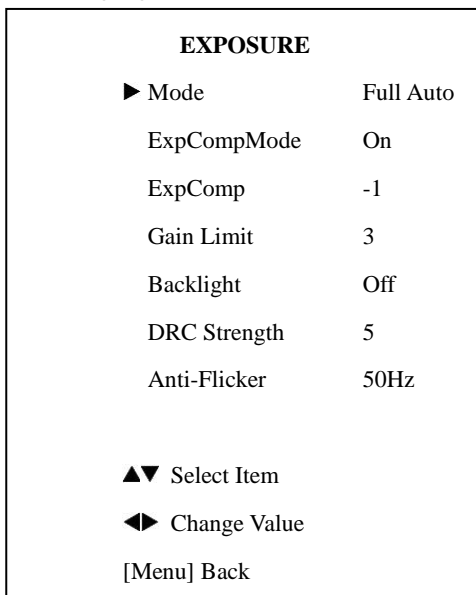 EXPOSURE
▶ Mode Full Auto
ExpCompMode On
ExpComp -1
Gain Limit 3
Backlight Off
DRC Strength 5
Anti-Flicker 50Hz
▲▼ Select Item
◀▶ Change Value
[Menu] Back